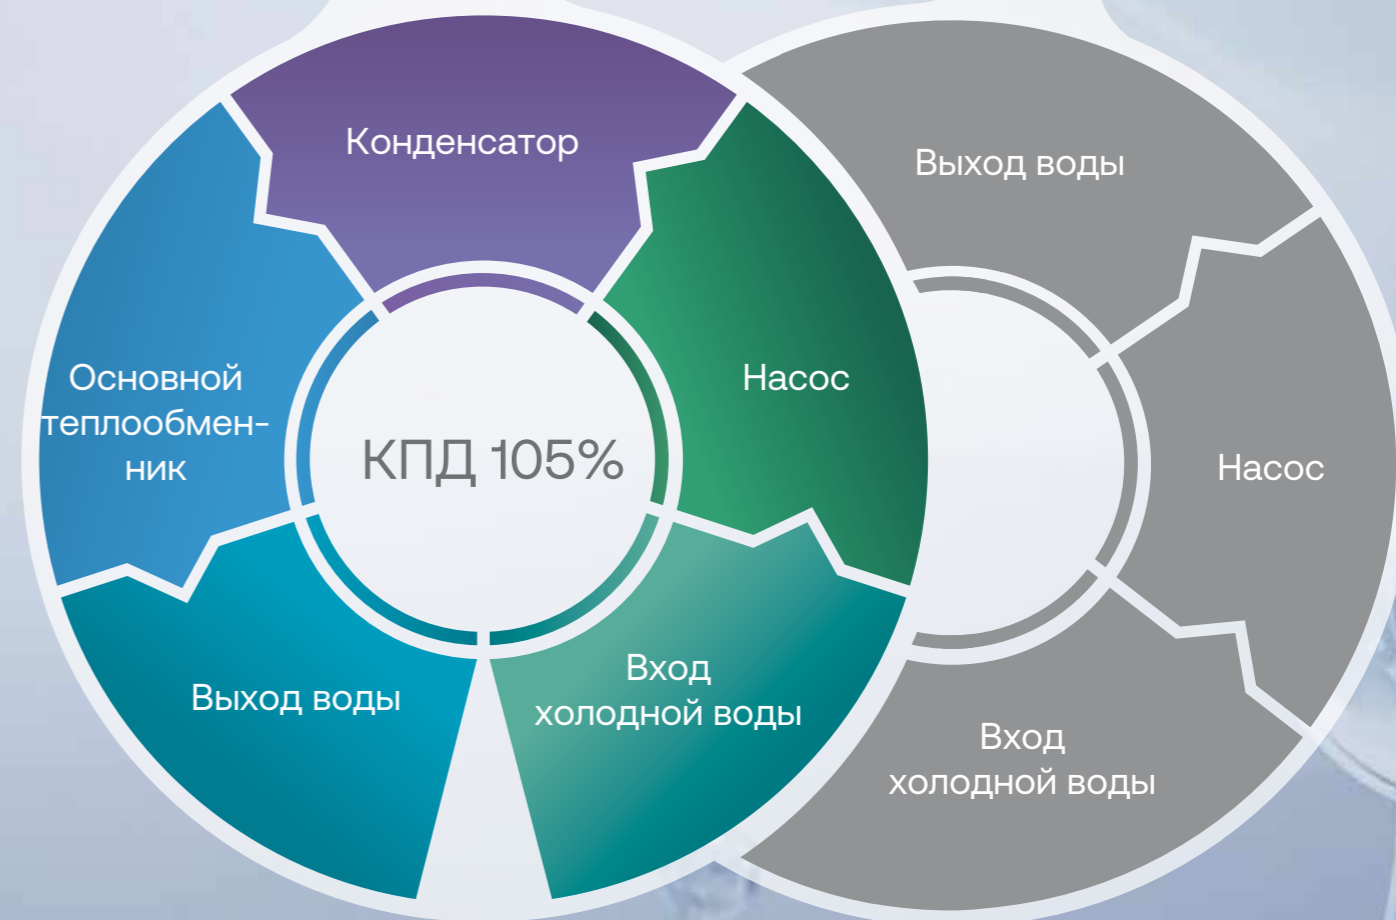 Конденсатор
Насос
Вход
холодной воды
Выход воды
Основной
теплообмен-
ник
КПД 105%
Выход воды
Насос
Вход
холодной воды